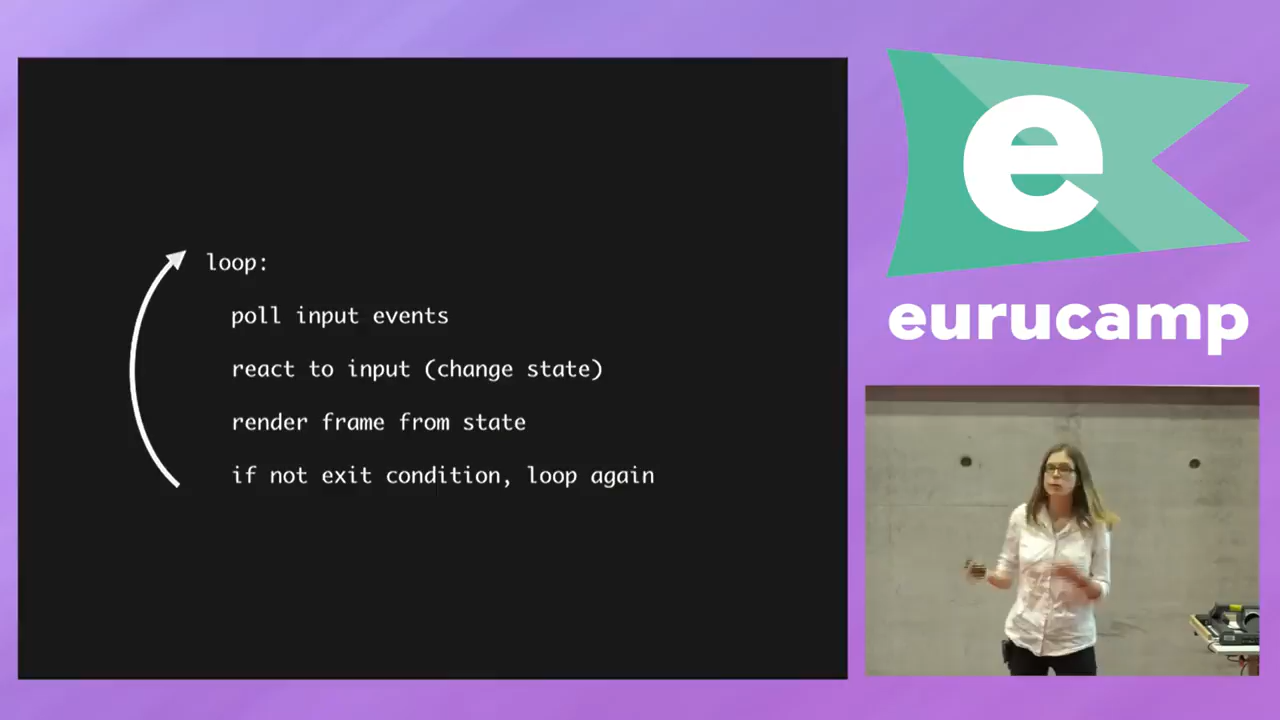 loop:
poll input events
react to input (change state)
render frame from state
if not exit condition, loop again
e
eurucamp